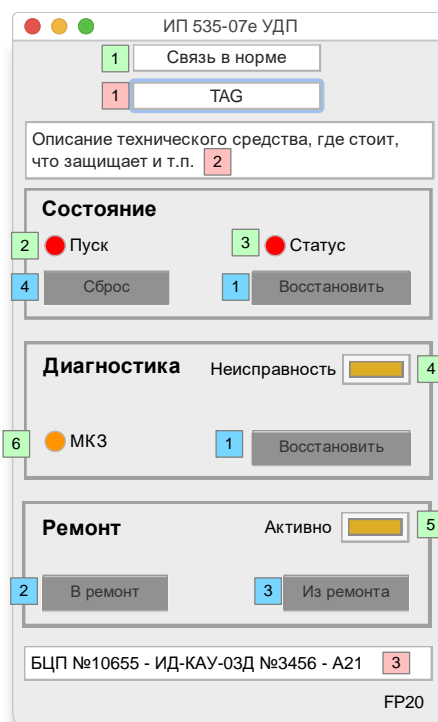 ИП 535-07е УДП
1 Связь в норме
1 TAG
Описание технического средства, где стоит,
что защищает и т.п. 2
Состояние
2 Пуск 3 Статус
4 Сброс 1 Восстановить
Диагностика Неисправность 4
6 МКЗ 1 Восстановить
Ремонт Активно 5
2 В ремонт 3 Из ремонта
БЦП №10655 - ИД-КАУ-03Д №3456 - А21 3
FP20